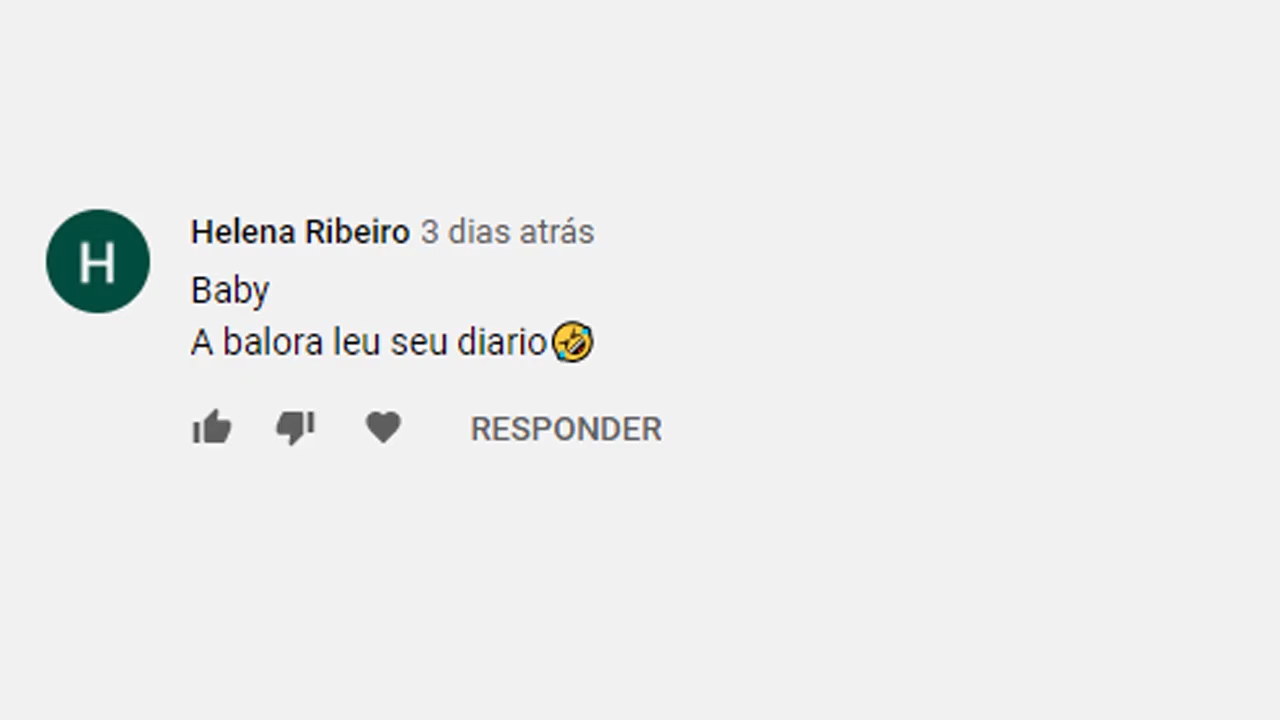 H
Helena Ribeiro 3 dias atrás
Baby
A balora leu seu diario🤣
RESPONDER